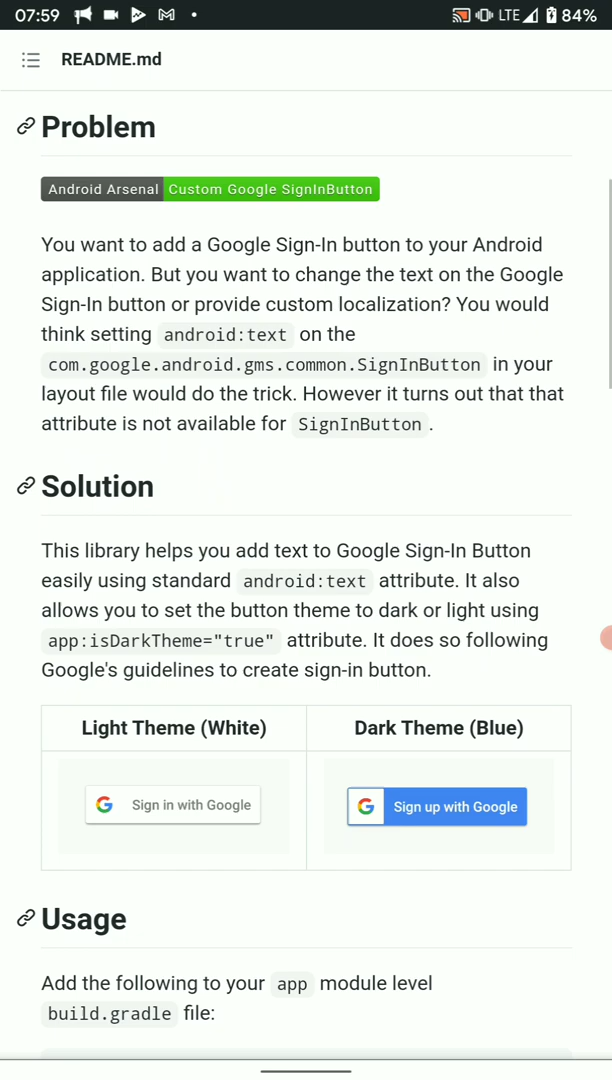 07:59
LTE
84%
README.md
Problem
Android Arsenal Custom Google SignInButton
You want to add a Google Sign-In button to your Android
application. But you want to change the text on the Google
Sign-In button or provide custom localization? You would
think setting android:text on the
com.google.android.gms.common.SignInButton in your
layout file would do the trick. However it turns out that that
attribute is not available for SignInButton.
Solution
This library helps you add text to Google Sign-In Button
easily using standard android:text attribute. It also
allows you to set the button theme to dark or light using
app:isDarkTheme="true" attribute. It does so following
Google's guidelines to create sign-in button.
Light Theme (White)
Dark Theme (Blue)
Sign in with Google
Sign up with Google
Usage
Add the following to your app module level
build.gradle file: